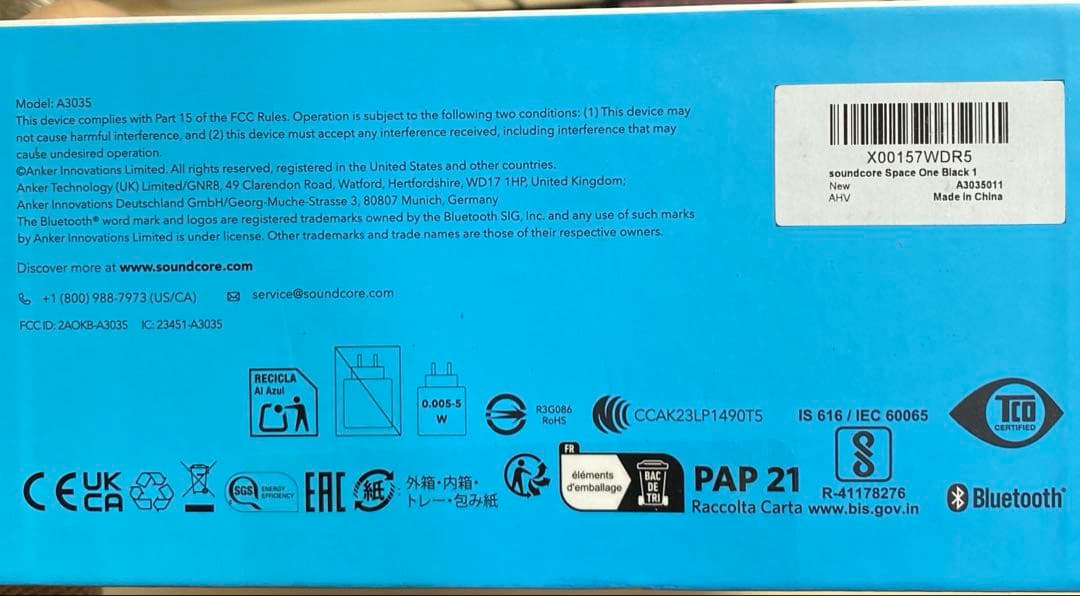 Model: A3035
This device complies with Part 15 of the FCC Rules. Operation is subject to the following two conditions: (1) This device may
not cause harmful interference, and (2) this device must accept any interference received, including interference that may
cause undesired operation.
©Anker Innovations Limited. All rights reserved, registered in the United States and other countries.
Anker Technology (UK) Limited/GNR8, 49 Clarendon Road, Watford, Hertfordshire, WD17 1HP, United Kingdom;
Anker Innovations Deutschland GmbH/Georg-Muche-Strasse 3, 80807 Munich, Germany
The Bluetooth® word mark and logos are registered trademarks owned by the Bluetooth SIG, Inc. and any use of such marks
by Anker Innovations Limited is under license. Other trademarks and trade names are those of their respective owners.
Discover more at www.soundcore.com
+1 (800) 988-7973 (US/CA) service@soundcore.com
FCC ID: 2AOKB-A3035 IC: 23451-A3035
X00157WDR5
soundcore Space One Black 1
New A3035011
AHV Made in China
RECICLA
Al Azul
0.005-5
W
R3G086
RoHS
CCAK23LP1490T5
IS 616 / IEC 60065
TCO
CERTIFIED
CE
UK
CA
SGS ENERGY
EFFICIENCY
EAC
紙
外箱・内箱・
トレー・包み紙
FR
éléments
d'emballage
BAC
DE
TRI
PAP 21
Raccolta Carta
R-41178276
www.bis.gov.in
Bluetooth®